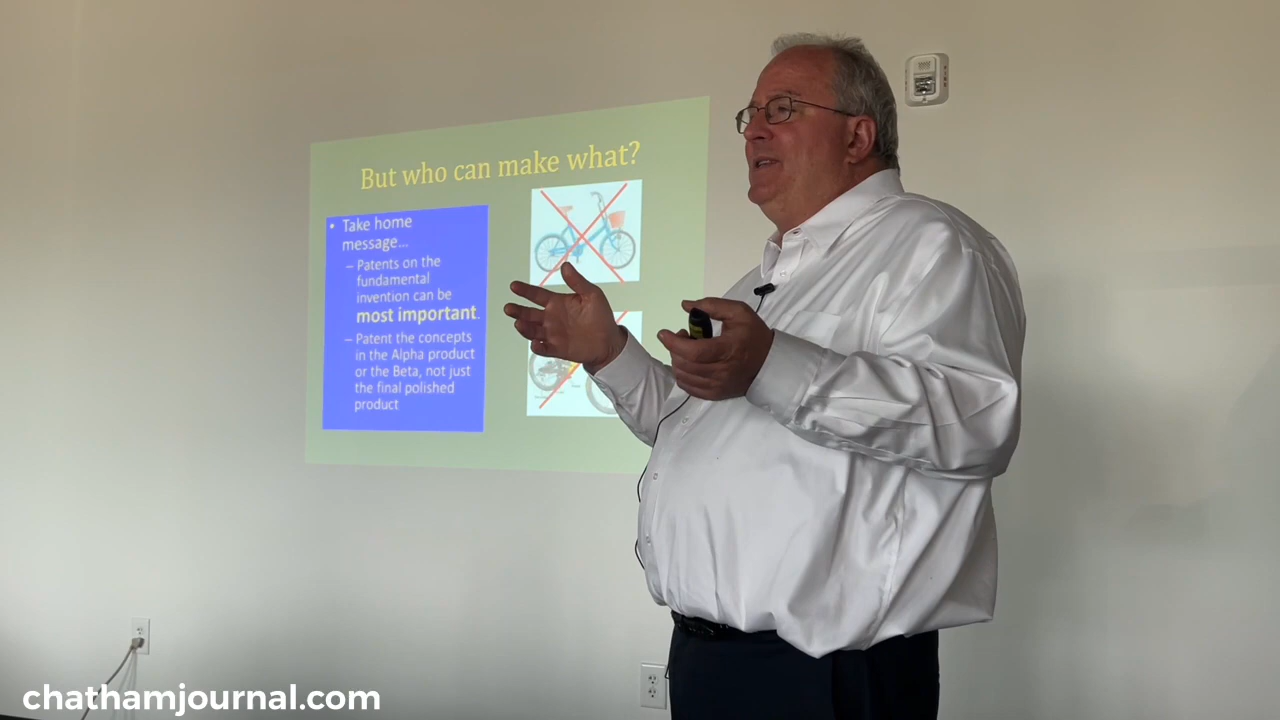 But who can make what?
• Take home
message...
– Patents on the
fundamental
invention can be
most important.
– Patent the concepts
in the Alpha product
or the Beta, not just
the final polished
product
chathamjournal.com